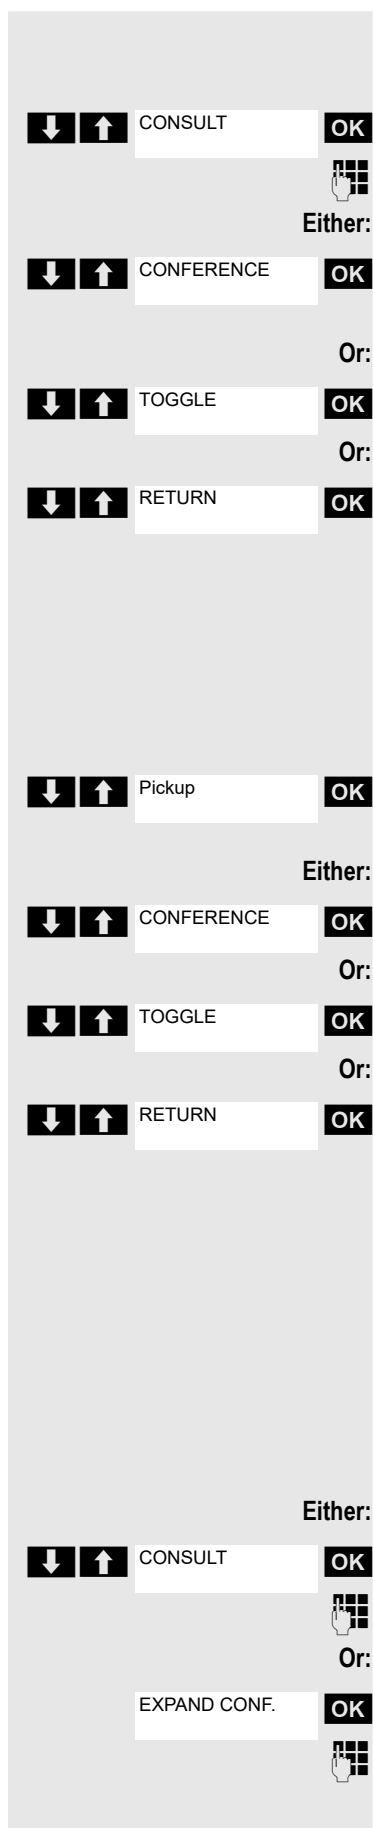 CONSULT OK
Either:
CONFERENCE OK
Or:
TOGGLE OK
Or:
RETURN OK
Pickup OK
Either:
CONFERENCE OK
Or:
TOGGLE OK
Or:
RETURN OK
Either:
CONSULT OK
Or:
EXPAND CONF. OK